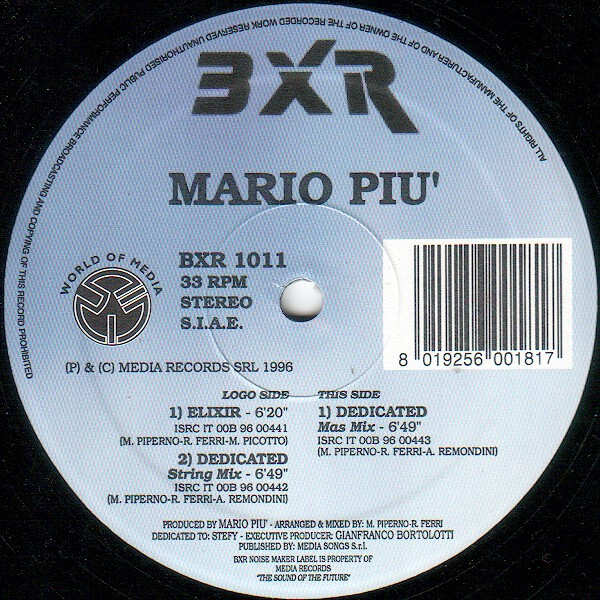 ALL RIGHTS OF THE MANUFACTURER AND OF THE OWNER OF THE RECORDED WORK RESERVED UNAUTHORISED PUBLIC PERFORMANCE BROADCASTING AND COPYING OF THIS RECORD PROHIBITED
BXR
MARIO PIU'
BXR 1011
33 RPM
STEREO
S.I.A.E.
WORLD OF MEDIA
8 019256 001817
(P) & (C) MEDIA RECORDS SRL 1996
LOGO SIDE
1) ELIXIR - 6'20"
ISRC IT 00B 96 00441
(M. PIPERNO-R. FERRI-M. PICOTTO)
2) DEDICATED
String Mix - 6'49"
ISRC IT 00B 96 00442
(M. PIPERNO-R. FERRI-A. REMONDINI)
THIS SIDE
1) DEDICATED
Mas Mix - 6'49"
ISRC IT 00B 96 00443
(M. PIPERNO-R. FERRI-A. REMONDINI)
PRODUCED BY MARIO PIU' - ARRANGED & MIXED BY: M. PIPERNO-R. FERRI
DEDICATED TO: STEFY - EXECUTIVE PRODUCER: GIANFRANCO BORTOLOTTI
PUBLISHED BY: MEDIA SONGS S.r.l.
BXR NOISE MAKER LABEL IS PROPERTY OF
MEDIA RECORDS
"THE SOUND OF THE FUTURE"